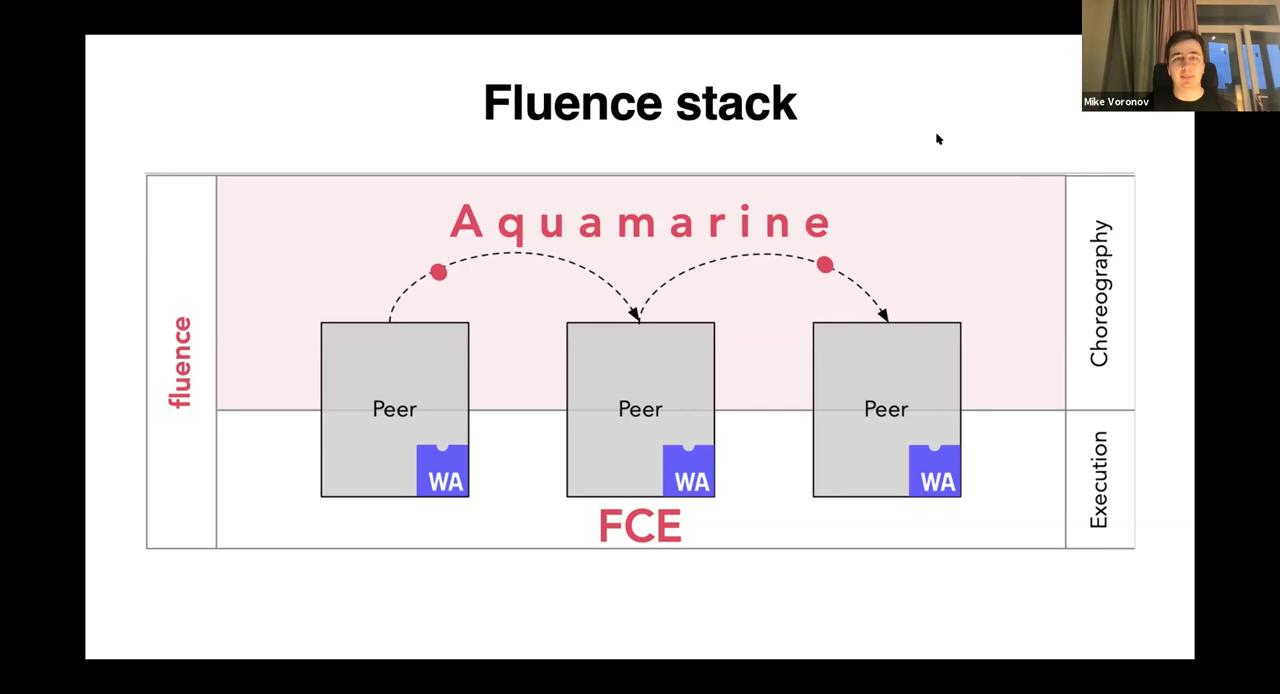 Fluence stack
Mike Voronov
Aquamarine
fluence
Choreography
Peer
Peer
Peer
WA
WA
WA
FCE
Execution